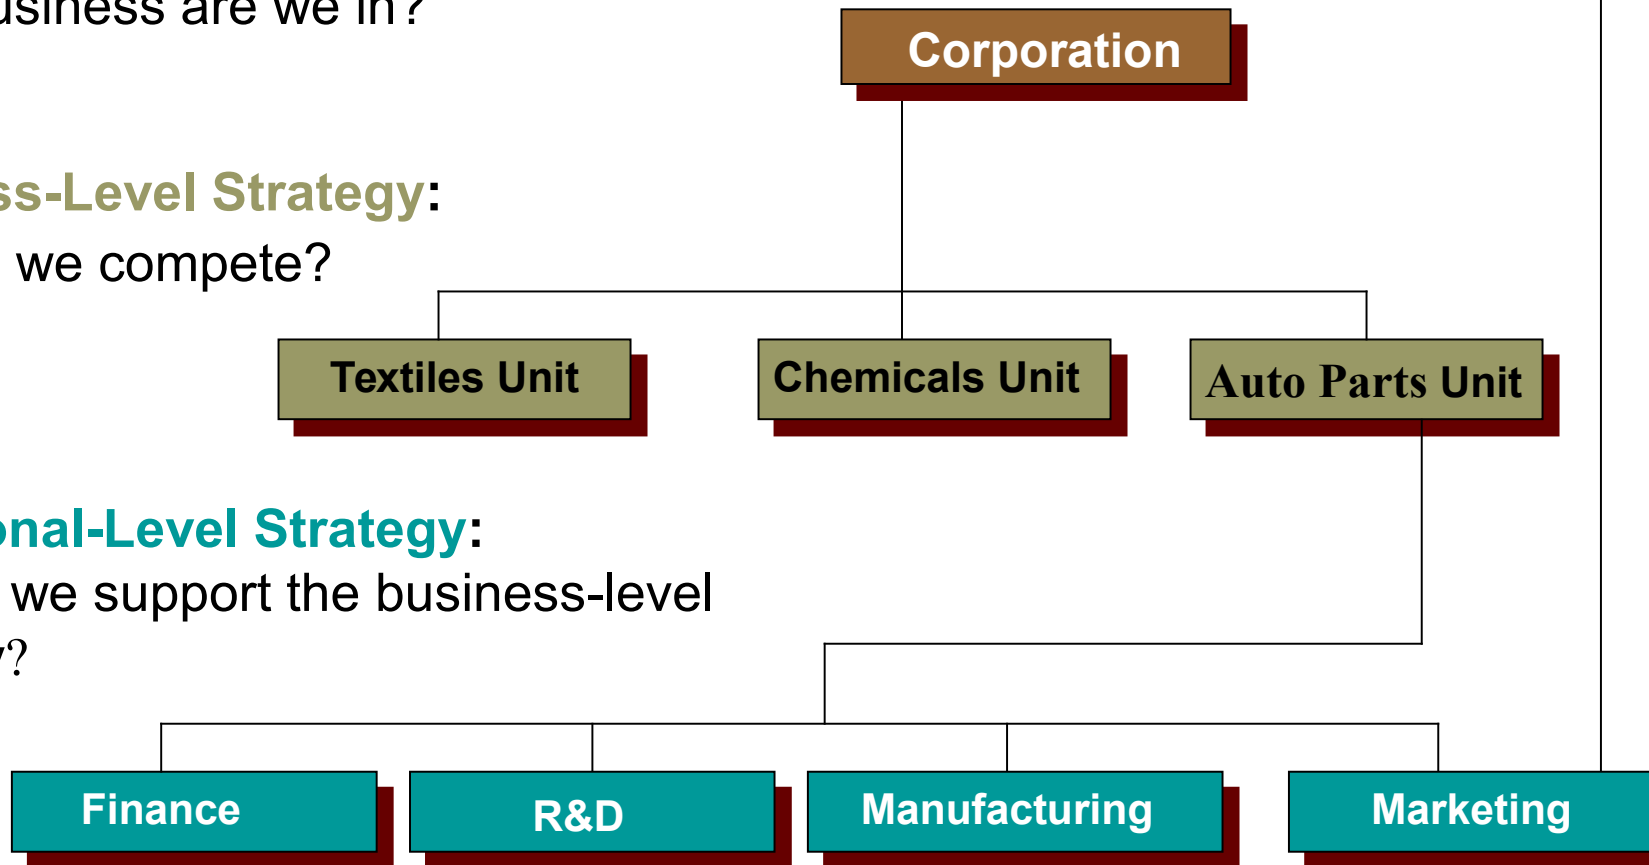 usiness are we in?
Corporation
ss-Level Strategy:
we compete?
Textiles Unit
Chemicals Unit
Auto Parts Unit
onal-Level Strategy:
we support the business-level
?
Finance
R&D
Manufacturing
Marketing